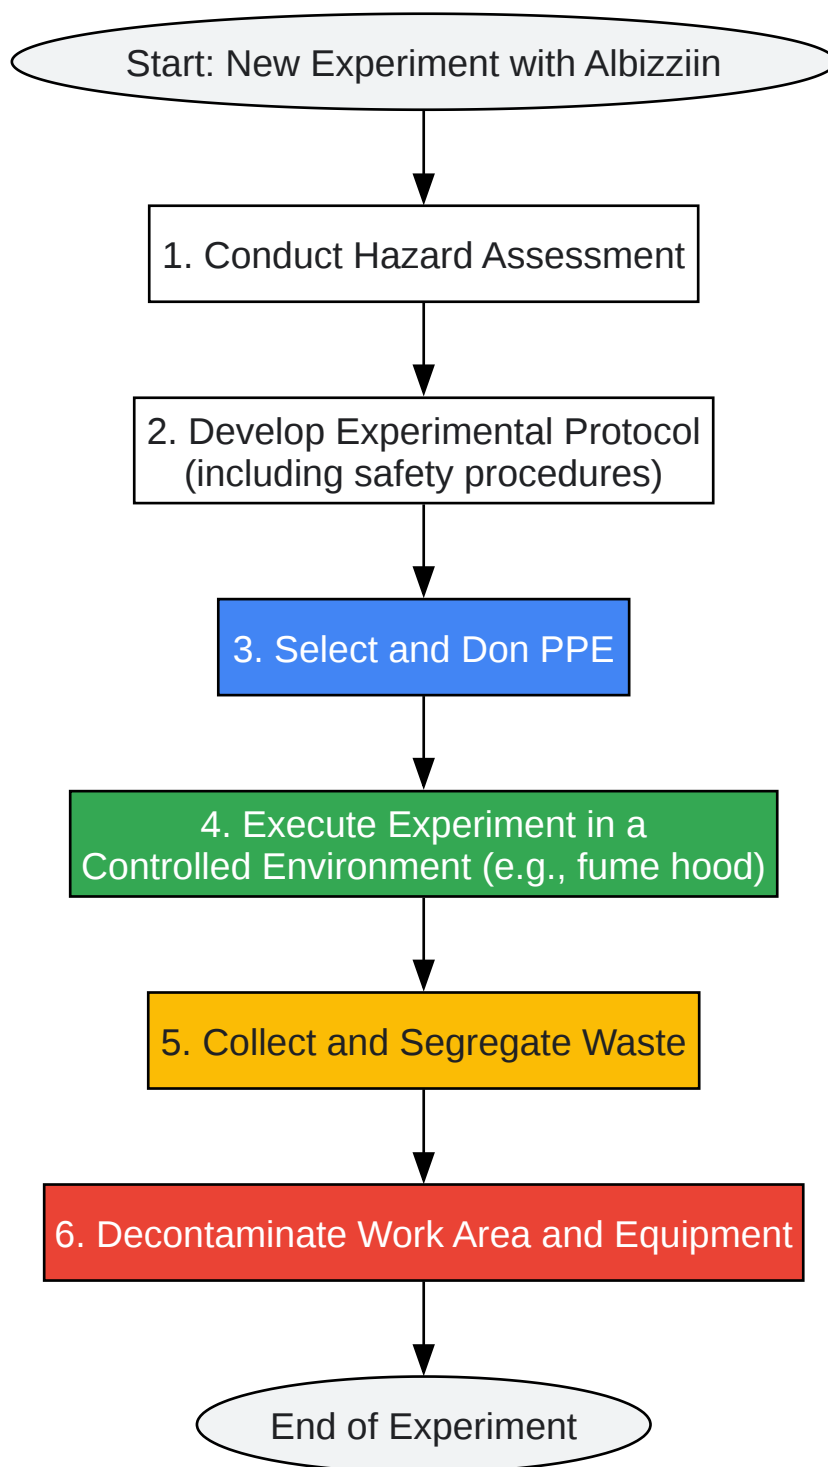 Start: New Experiment with Albizziin
1. Conduct Hazard Assessment
2. Develop Experimental Protocol
(including safety procedures)
3. Select and Don PPE
4. Execute Experiment in a
Controlled Environment (e.g., fume hood)
5. Collect and Segregate Waste
6. Decontaminate Work Area and Equipment
End of Experiment